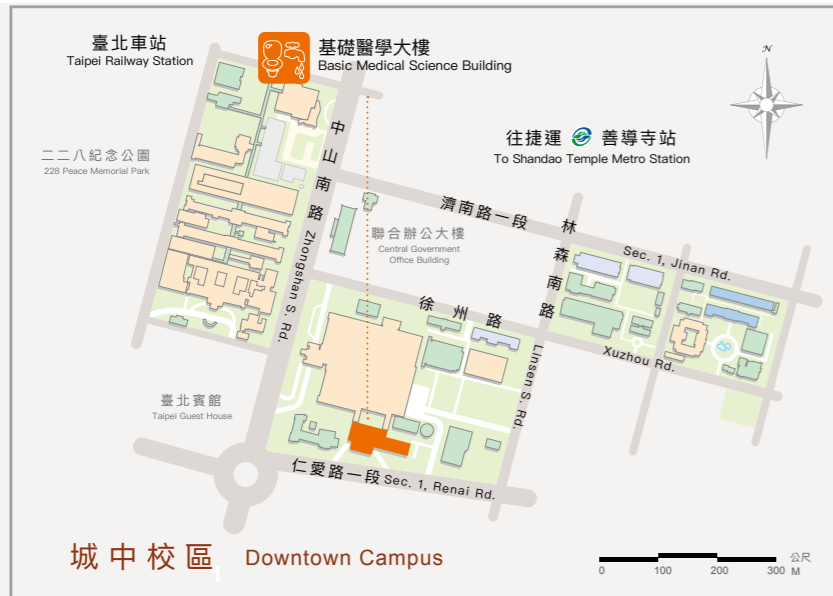 臺北車站
Taipei Railway Station
基礎醫學大樓
Basic Medical Science Building
N
二二八紀念公園
228 Peace Memorial Park
往捷運 善導寺站
To Shandao Temple Metro Station
中山南路
Zhongshan S. Rd.
濟南路一段
Sec. 1, Jinan Rd.
聯合辦公大樓
Central Government
Office Building
林森南路
Linsen S. Rd.
徐州路
Xuzhou Rd.
臺北賓館
Taipei Guest House
仁愛路一段 Sec. 1, Renai Rd.
城中校區 Downtown Campus
1
公尺
0 100 200 300 M